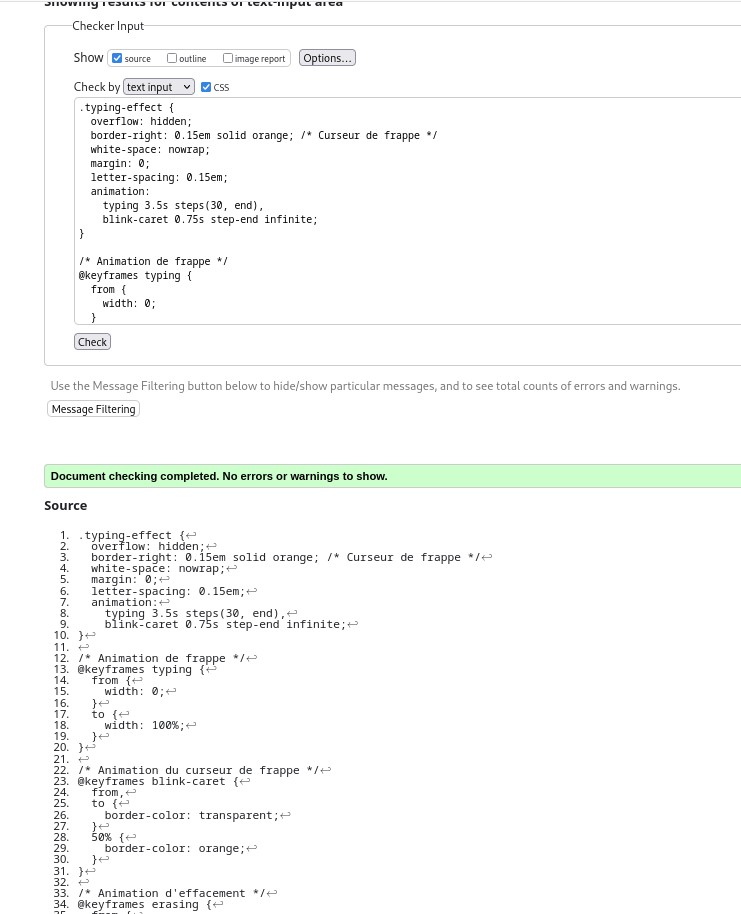 Showing results for contents of text-input area
Checker Input
Show source outline image report Options...
Check by text input CSS
.typing-effect {
  overflow: hidden;
  border-right: 0.15em solid orange; /* Curseur de frappe */
  white-space: nowrap;
  margin: 0;
  letter-spacing: 0.15em;
  animation:
    typing 3.5s steps(30, end),
    blink-caret 0.75s step-end infinite;
}
/* Animation de frappe */
@keyframes typing {
  from {
    width: 0;
  }
Check
Use the Message Filtering button below to hide/show particular messages, and to see total counts of errors and warnings.
Message Filtering
Document checking completed. No errors or warnings to show.
Source
1. .typing-effect {↩
2.   overflow: hidden;↩
3.   border-right: 0.15em solid orange; /* Curseur de frappe */↩
4.   white-space: nowrap;↩
5.   margin: 0;↩
6.   letter-spacing: 0.15em;↩
7.   animation:↩
8.     typing 3.5s steps(30, end),↩
9.     blink-caret 0.75s step-end infinite;↩
10. }↩
11. ↩
12. /* Animation de frappe */↩
13. @keyframes typing {↩
14.   from {↩
15.     width: 0;↩
16.   }↩
17.   to {↩
18.     width: 100%;↩
19.   }↩
20. }↩
21. ↩
22. /* Animation du curseur de frappe */↩
23. @keyframes blink-caret {↩
24.   from,↩
25.   to {↩
26.     border-color: transparent;↩
27.   }↩
28.   50% {↩
29.     border-color: orange;↩
30.   }↩
31. }↩
32. ↩
33. /* Animation d'effacement */↩
34. @keyframes erasing {↩
35.   from {↩